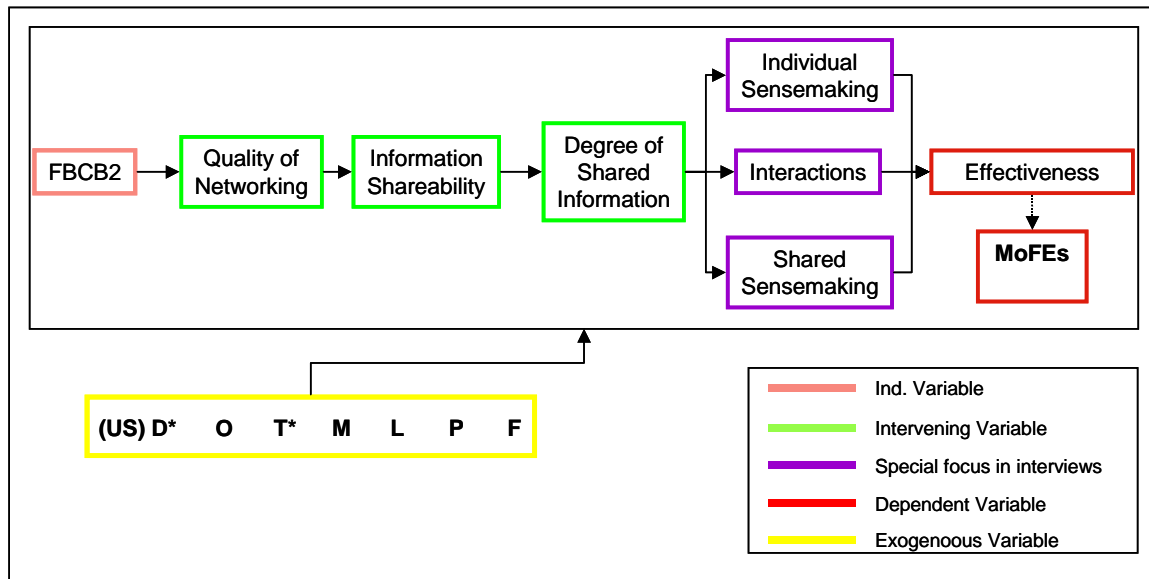 FBCB2
Quality of
Networking
Information
Shareability
Degree of
Shared
Information
Individual
Sensemaking
Interactions
Shared
Sensemaking
Effectiveness
MoFEs
(US) D* O T* M L P F
Ind. Variable
Intervening Variable
Special focus in interviews
Dependent Variable
Exogenoous Variable